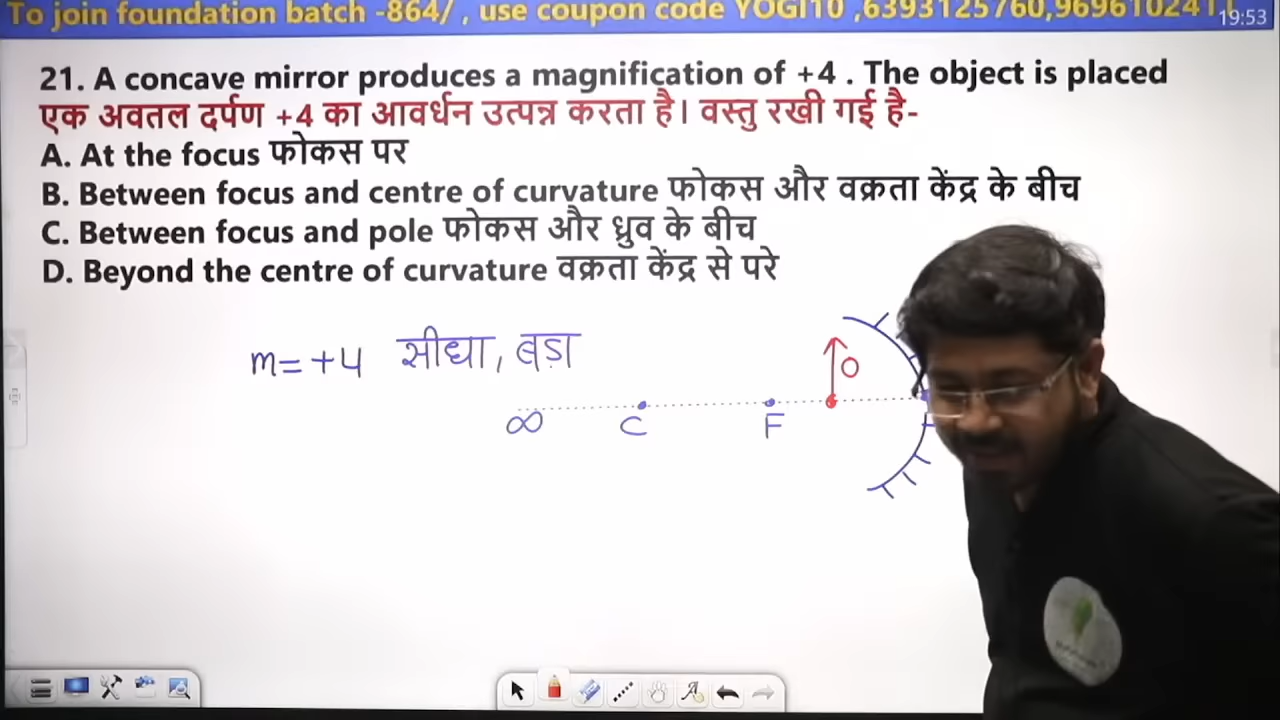 To join foundation batch -864/ , use coupon code YOGI10 ,6393125760,9696102411
19:53
21. A concave mirror produces a magnification of +4 . The object is placed
एक अवतल दर्पण +4 का आवर्धन उत्पन्न करता है। वस्तु रखी गई है-
A. At the focus फोकस पर
B. Between focus and centre of curvature फोकस और वक्रता केंद्र के बीच
C. Between focus and pole फोकस और ध्रुव के बीच
D. Beyond the centre of curvature वक्रता केंद्र से परे
m = +4 सीधा, बड़ा
O
∞ C F